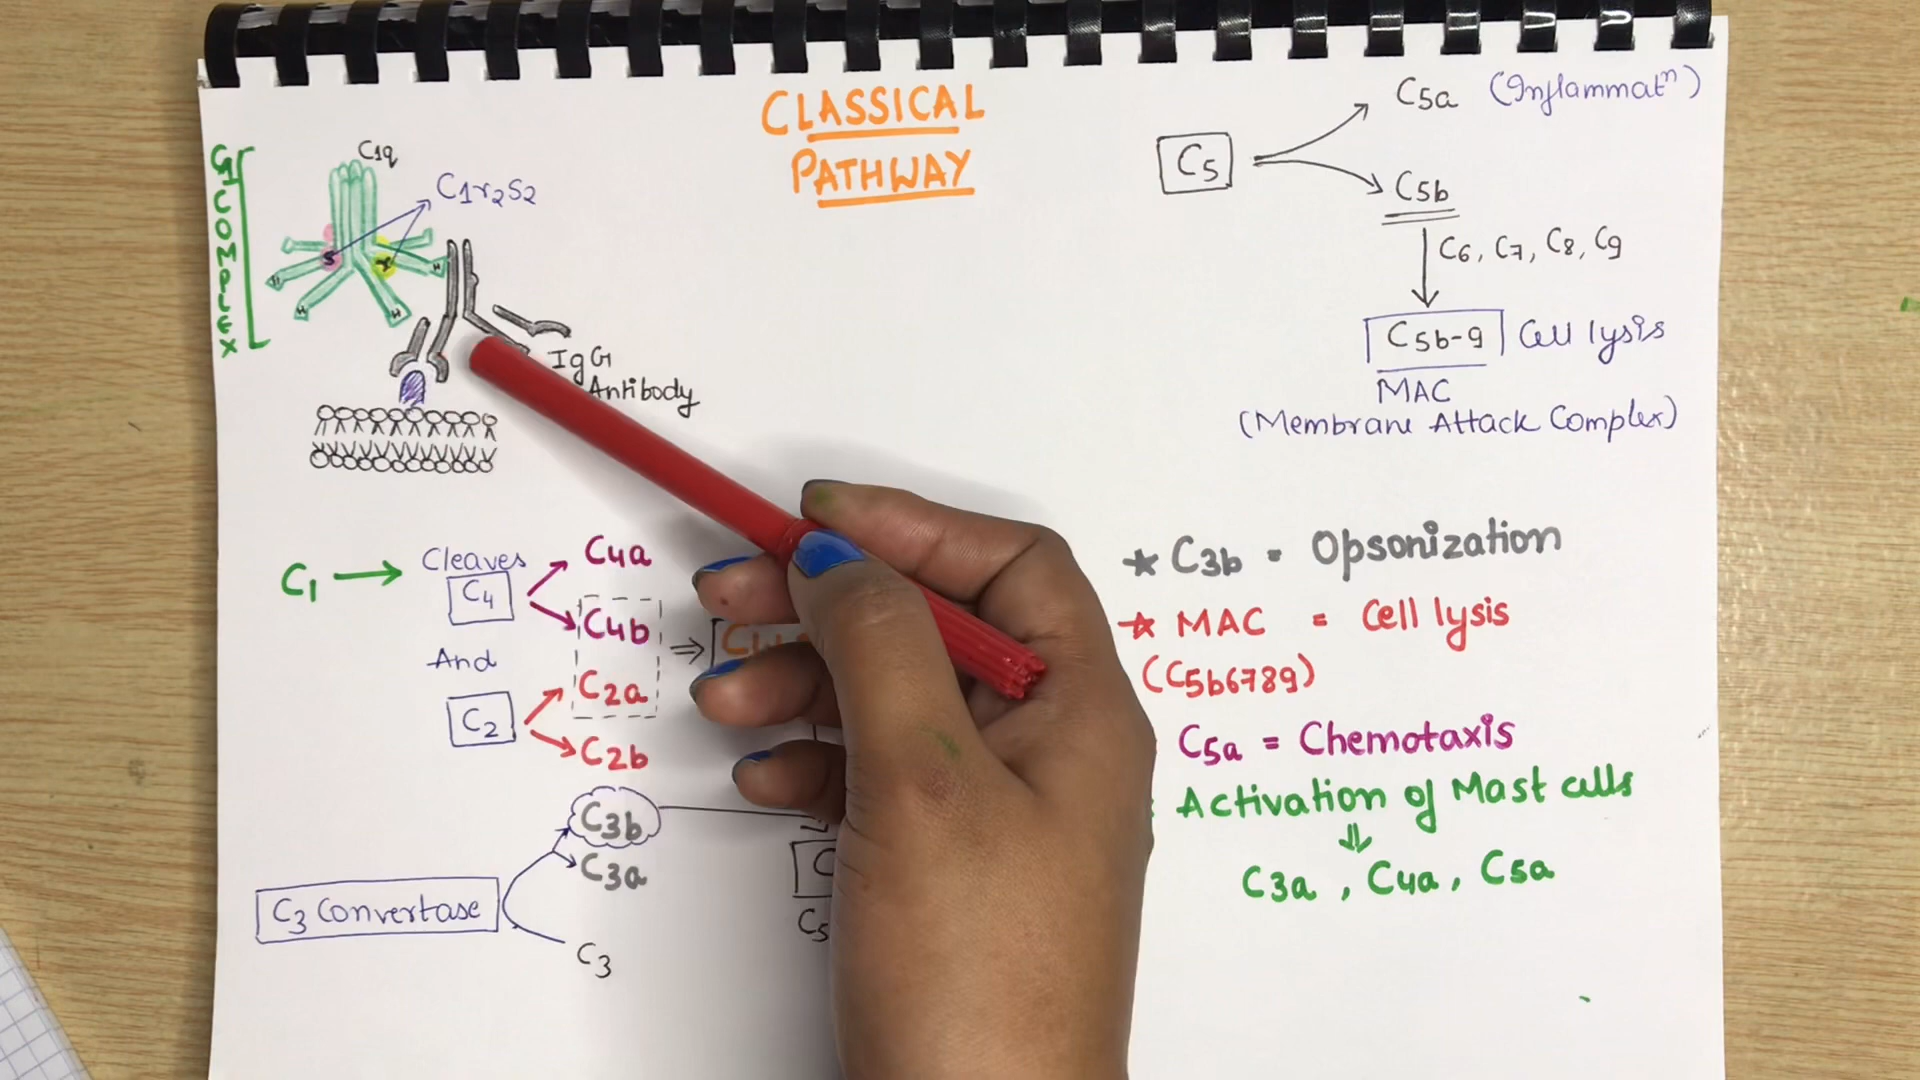 CLASSICAL
PATHWAY
C1 COMPLEX
C1q
C1r2S2
S
r
H
H
H
H
IgG
Antibody
C1 → Cleaves
C4
C4a
C4b
And
C2
C2a
C2b
C3b
C3a
C3 Convertase
C3
C5
C5
C5a (Inflammatn)
C5b
C6, C7, C8, C9
C5b-9 Cell lysis
MAC
(Membrane Attack Complex)
★ C3b = Opsonization
★ MAC = Cell lysis
(C5b6789)
C5a = Chemotaxis
Activation of Mast cells
⇓
C3a, C4a, C5a